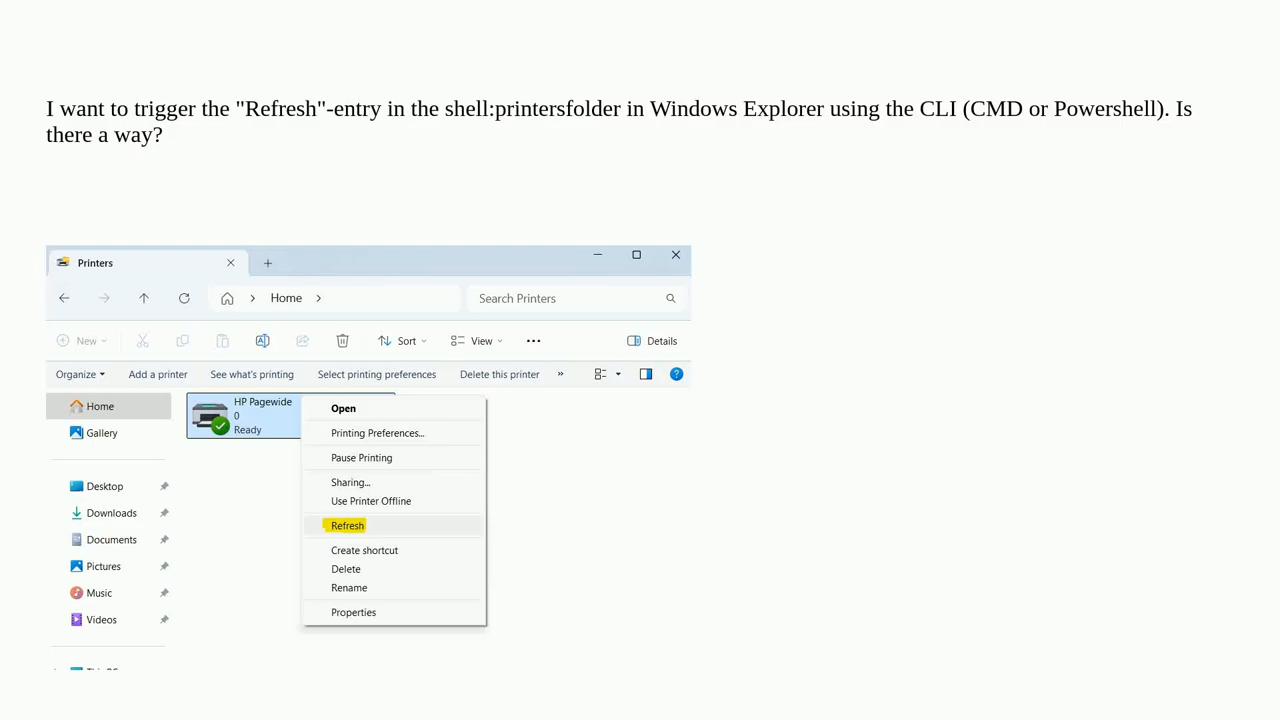 I want to trigger the "Refresh"-entry in the shell:printersfolder in Windows Explorer using the CLI (CMD or Powershell). Is
there a way?
Printers
Home
Search Printers
New
Sort
View
Details
Organize
Add a printer
See what's printing
Select printing preferences
Delete this printer
»
Home
Gallery
Desktop
Downloads
Documents
Pictures
Music
Videos
HP Pagewide
0
Ready
Open
Printing Preferences...
Pause Printing
Sharing...
Use Printer Offline
Refresh
Create shortcut
Delete
Rename
Properties